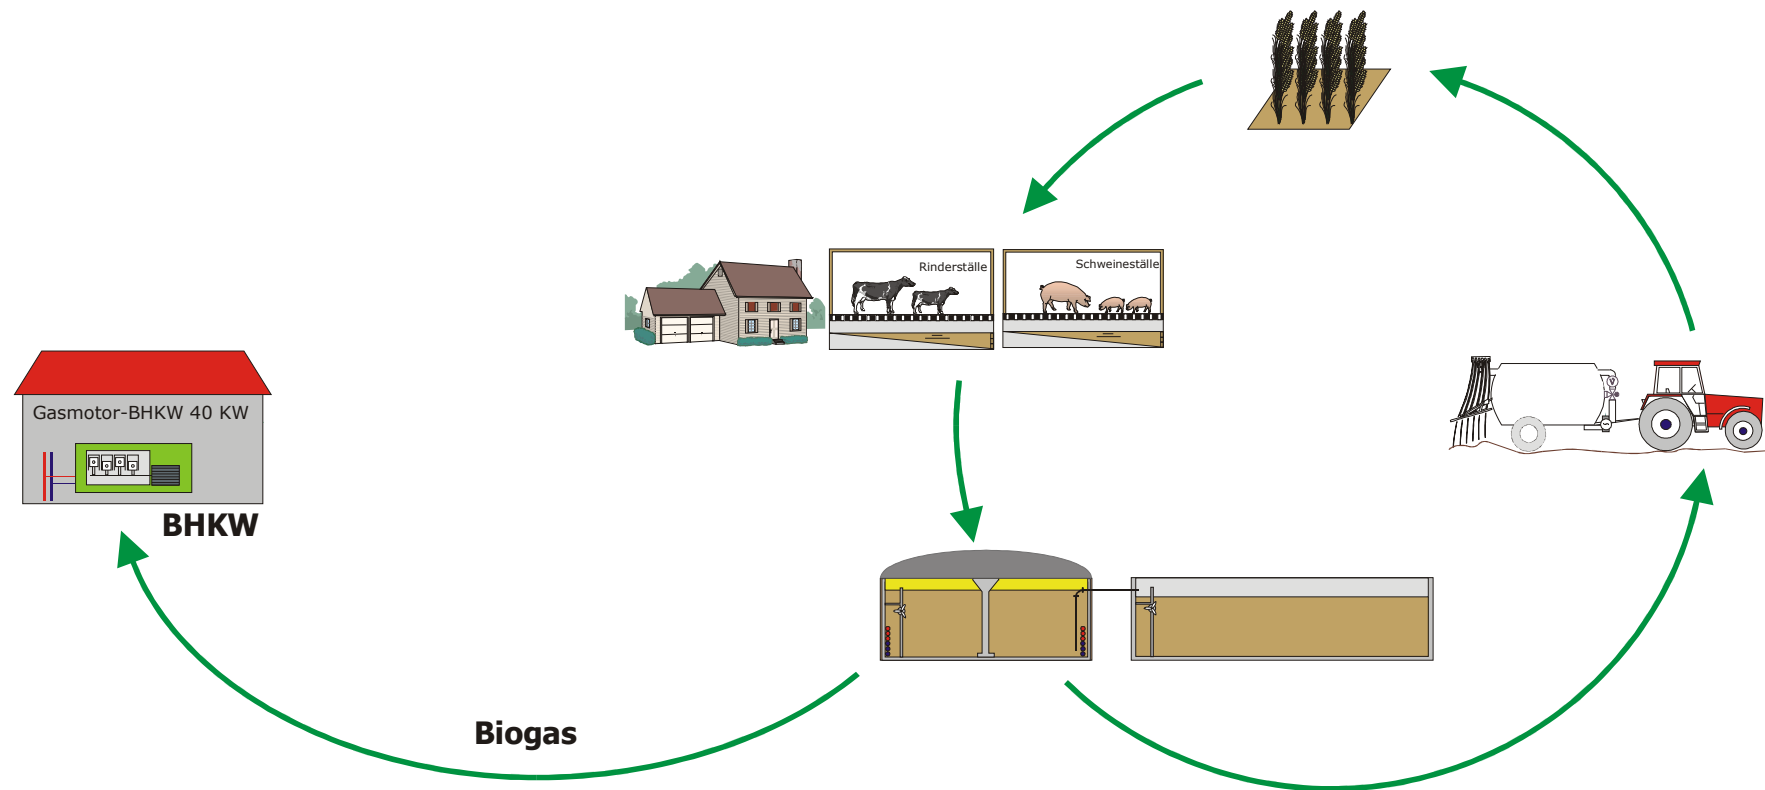 Rinderställe
Schweineställe
Gasmotor-BHKW 40 KW
BHKW
Biogas